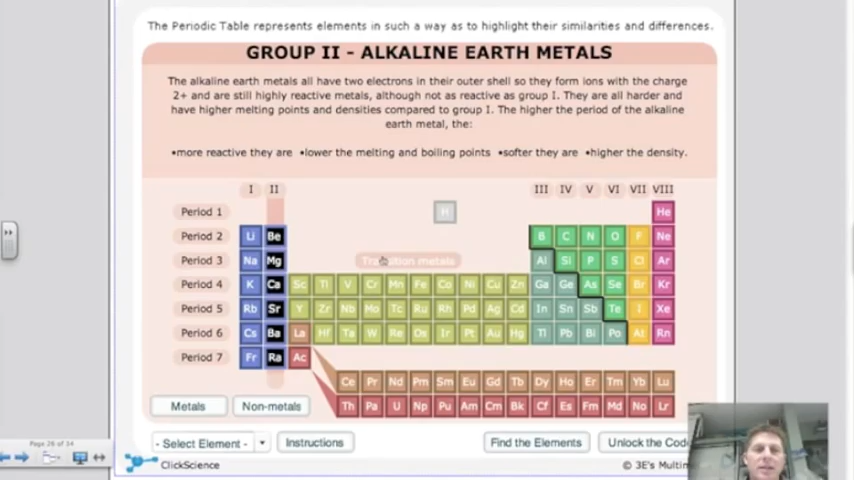 The Periodic Table represents elements in such a way as to highlight their similarities and differences.
GROUP II - ALKALINE EARTH METALS
The alkaline earth metals all have two electrons in their outer shell so they form ions with the charge
2+ and are still highly reactive metals, although not as reactive as group I. They are all harder and
have higher melting points and densities compared to group I. The higher the period of the alkaline
earth metal, the:
•more reactive they are •lower the melting and boiling points •softer they are •higher the density.
I II III IV V VI VII VIII
Period 1 H He
Period 2 Li Be B C N O F Ne
Period 3 Na Mg Transition metals Al Si P S Cl Ar
Period 4 K Ca Sc Ti V Cr Mn Fe Co Ni Cu Zn Ga Ge As Se Br Kr
Period 5 Rb Sr Y Zr Nb Mo Tc Ru Rh Pd Ag Cd In Sn Sb Te I Xe
Period 6 Cs Ba La Hf Ta W Re Os Ir Pt Au Hg Tl Pb Bi Po At Rn
Period 7 Fr Ra Ac
Ce Pr Nd Pm Sm Eu Gd Tb Dy Ho Er Tm Yb Lu
Th Pa U Np Pu Am Cm Bk Cf Es Fm Md No Lr
Metals Non-metals
- Select Element - Instructions Find the Elements Unlock the Code
Page 26 of 34
ClickScience © 3E's Multim